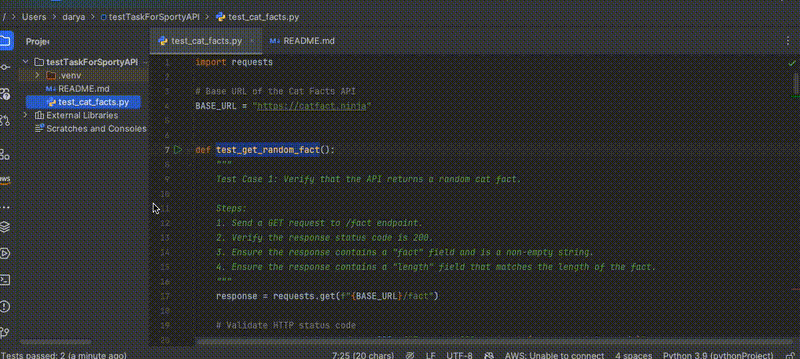 / Users darya testTaskForSportyAPI test_cat_facts.py
Project test_cat_facts.py README.md
testTaskForSportyAPI
.venv
README.md
test_cat_facts.py
External Libraries
Scratches and Consoles
aws
1 import requests
2
3 # Base URL of the Cat Facts API
4 BASE_URL = "https://catfact.ninja"
5
6
7 def test_get_random_fact():
8 """
9 Test Case 1: Verify that the API returns a random cat fact.
10
11 Steps:
12 1. Send a GET request to /fact endpoint.
13 2. Verify the response status code is 200.
14 3. Ensure the response contains a "fact" field and is a non-empty string.
15 4. Ensure the response contains a "length" field that matches the length of the fact.
16 """
17 response = requests.get(f"{BASE_URL}/fact")
18
19 # Validate HTTP status code
20
Tests passed: 2 (a minute ago) 7:25 (20 chars) LF UTF-8 AWS: Unable to connect 4 spaces Python 3.9 (pythonProject)